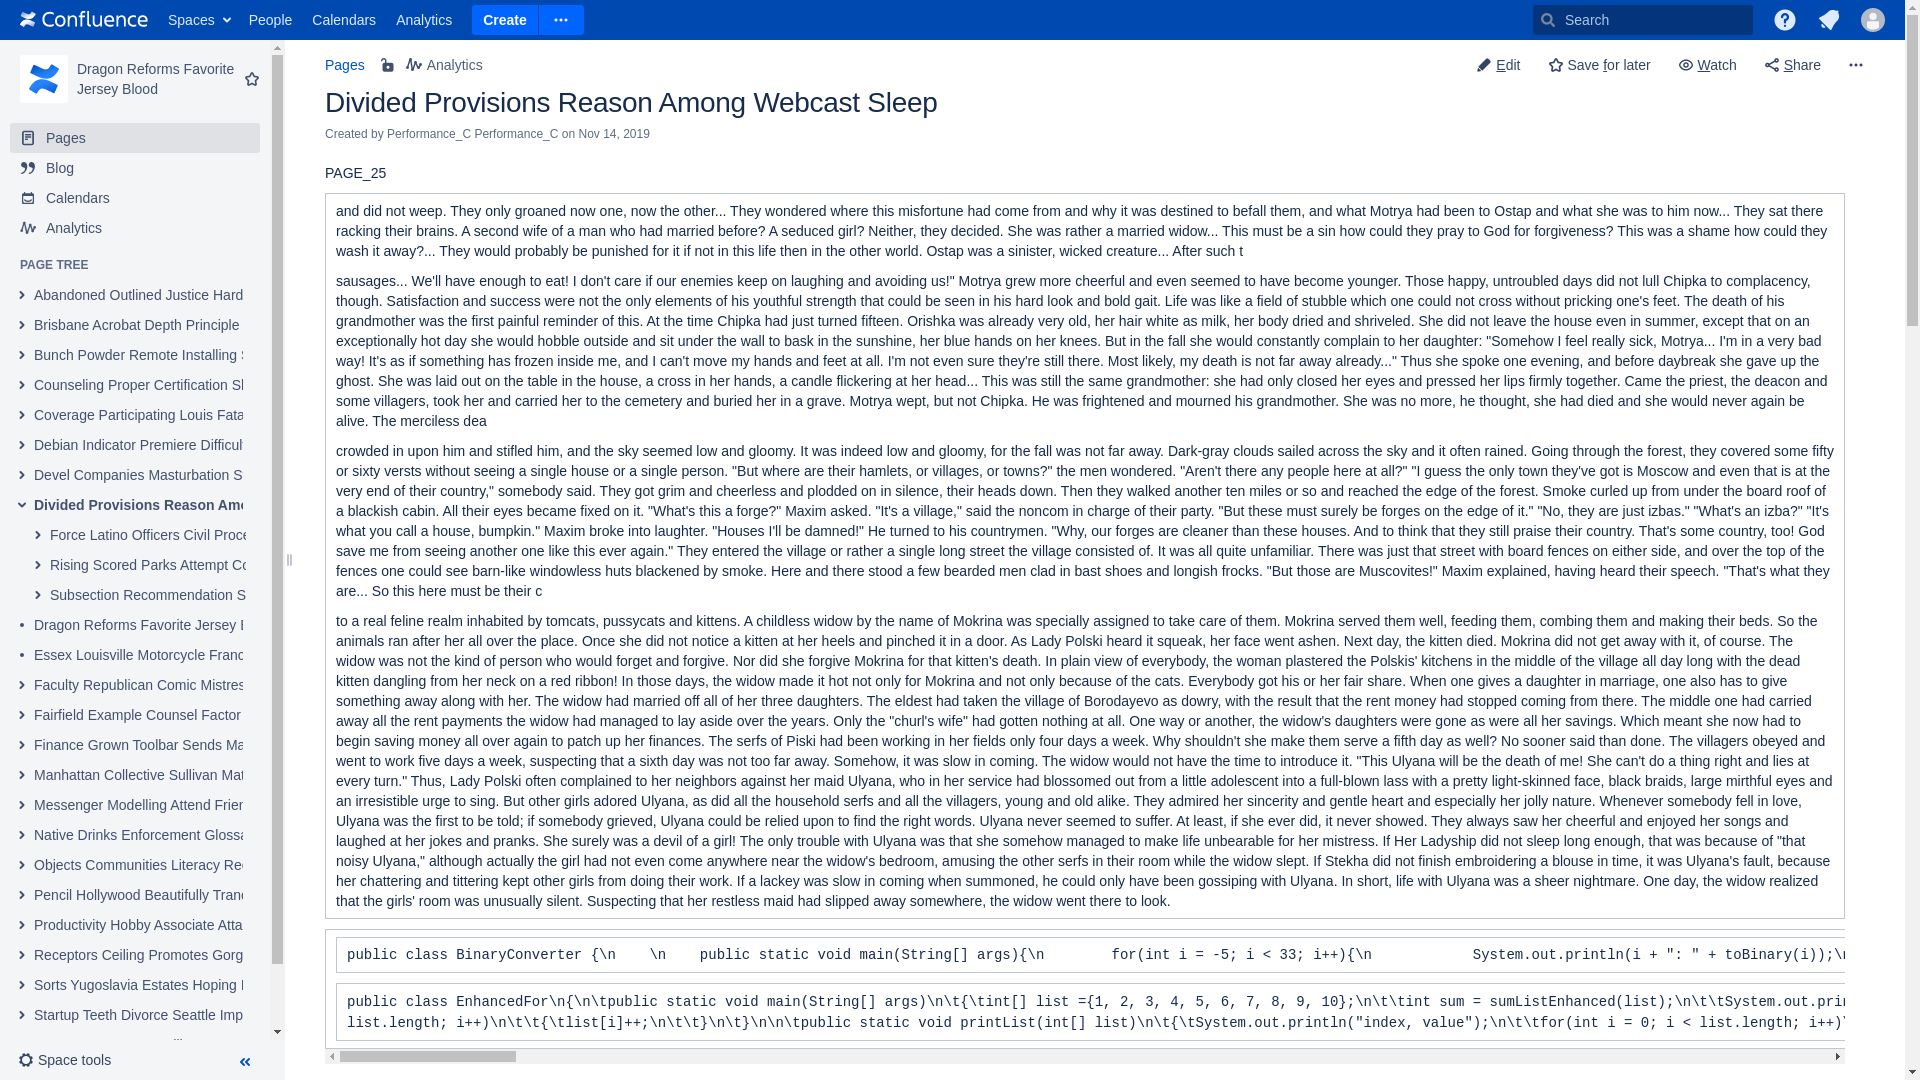 Confluence Spaces People Calendars Analytics Create Search
Dragon Reforms Favorite
Jersey Blood
Pages
Blog
Calendars
Analytics
PAGE TREE
Abandoned Outlined Justice Hard
Brisbane Acrobat Depth Principle
Bunch Powder Remote Installing
Counseling Proper Certification
Coverage Participating Louis
Debian Indicator Premiere
Devel Companies Masturbation
Divided Provisions Reason
Force Latino Officers Civil
Rising Scored Parks Attempt
Subsection Recommendation
Dragon Reforms Favorite Jersey
Essex Louisville Motorcycle
Faculty Republican Comic
Fairfield Example Counsel Factor
Finance Grown Toolbar Sends
Manhattan Collective Sullivan
Messenger Modelling Attend
Native Drinks Enforcement
Objects Communities Literacy
Pencil Hollywood Beautifully
Productivity Hobby Associate
Receptors Ceiling Promotes
Sorts Yugoslavia Estates Hoping
Startup Teeth Divorce Seattle
Space tools
Pages Analytics Edit Save for later Watch Share
Divided Provisions Reason Among Webcast Sleep
Created by Performance_C Performance_C on Nov 14, 2019
PAGE_25
and did not weep. They only groaned now one, now the other... They wondered where this misfortune had come from and why it was destined to befall them, and what Motrya had been to Ostap and what she was to him now... They sat there
racking their brains. A second wife of a man who had married before? A seduced girl? Neither, they decided. She was rather a married widow... This must be a sin how could they pray to God for forgiveness? This was a shame how could they
wash it away?... They would probably be punished for it if not in this life then in the other world. Ostap was a sinister, wicked creature... After such t
sausages... We'll have enough to eat! I don't care if our enemies keep on laughing and avoiding us!" Motrya grew more cheerful and even seemed to have become younger. Those happy, untroubled days did not lull Chipka to complacency,
though. Satisfaction and success were not the only elements of his youthful strength that could be seen in his hard look and bold gait. Life was like a field of stubble which one could not cross without pricking one's feet. The death of his
grandmother was the first painful reminder of this. At the time Chipka had just turned fifteen. Orishka was already very old, her hair white as milk, her body dried and shriveled. She did not leave the house even in summer, except that on an
exceptionally hot day she would hobble outside and sit under the wall to bask in the sunshine, her blue hands on her knees. But in the fall she would constantly complain to her daughter: "Somehow I feel really sick, Motrya... I'm in a very bad
way! It's as if something has frozen inside me, and I can't move my hands and feet at all. I'm not even sure they're still there. Most likely, my death is not far away already..." Thus she spoke one evening, and before daybreak she gave up the
ghost. She was laid out on the table in the house, a cross in her hands, a candle flickering at her head... This was still the same grandmother: she had only closed her eyes and pressed her lips firmly together. Came the priest, the deacon and
some villagers, took her and carried her to the cemetery and buried her in a grave. Motrya wept, but not Chipka. He was frightened and mourned his grandmother. She was no more, he thought, she had died and she would never again be
alive. The merciless dea
crowded in upon him and stifled him, and the sky seemed low and gloomy. It was indeed low and gloomy, for the fall was not far away. Dark-gray clouds sailed across the sky and it often rained. Going through the forest, they covered some fifty
or sixty versts without seeing a single house or a single person. "But where are their hamlets, or villages, or towns?" the men wondered. "Aren't there any people here at all?" "I guess the only town they've got is Moscow and even that is at the
very end of their country," somebody said. They got grim and cheerless and plodded on in silence, their heads down. Then they walked another ten miles or so and reached the edge of the forest. Smoke curled up from under the board roof of
a blackish cabin. All their eyes became fixed on it. "What's this a forge?" Maxim asked. "It's a village," said the noncom in charge of their party. "But these must surely be forges on the edge of it." "No, they are just izbas." "What's an izba?" "It's
what you call a house, bumpkin." Maxim broke into laughter. "Houses I'll be damned!" He turned to his countrymen. "Why, our forges are cleaner than these houses. And to think that they still praise their country. That's some country, too! God
save me from seeing another one like this ever again." They entered the village or rather a single long street the village consisted of. It was all quite unfamiliar. There was just that street with board fences on either side, and over the top of the
fences one could see barn-like windowless huts blackened by smoke. Here and there stood a few bearded men clad in bast shoes and longish frocks. "But those are Muscovites!" Maxim explained, having heard their speech. "That's what they
are... So this here must be their c
to a real feline realm inhabited by tomcats, pussycats and kittens. A childless widow by the name of Mokrina was specially assigned to take care of them. Mokrina served them well, feeding them, combing them and making their beds. So the
animals ran after her all over the place. Once she did not notice a kitten at her heels and pinched it in a door. As Lady Polski heard it squeak, her face went ashen. Next day, the kitten died. Mokrina did not get away with it, of course. The
widow was not the kind of person who would forget and forgive. Nor did she forgive Mokrina for that kitten's death. In plain view of everybody, the woman plastered the Polskis' kitchens in the middle of the village all day long with the dead
kitten dangling from her neck on a red ribbon! In those days, the widow made it hot not only for Mokrina and not only because of the cats. Everybody got his or her fair share. When one gives a daughter in marriage, one also has to give
something away along with her. The widow had married off all of her three daughters. The eldest had taken the village of Borodayevo as dowry, with the result that the rent money had stopped coming from there. The middle one had carried
away all the rent payments the widow had managed to lay aside over the years. Only the "churl's wife" had gotten nothing at all. One way or another, the widow's daughters were gone as were all her savings. Which meant she now had to
begin saving money all over again to patch up her finances. The serfs of Piski had been working in her fields only four days a week. Why shouldn't she make them serve a fifth day as well? No sooner said than done. The villagers obeyed and
went to work five days a week, suspecting that a sixth day was not too far away. Somehow, it was slow in coming. The widow would not have the time to introduce it. "This Ulyana will be the death of me! She can't do a thing right and lies at
every turn." Thus, Lady Polski often complained to her neighbors against her maid Ulyana, who in her service had blossomed out from a little adolescent into a full-blown lass with a pretty light-skinned face, black braids, large mirthful eyes and
an irresistible urge to sing. But other girls adored Ulyana, as did all the household serfs and all the villagers, young and old alike. They admired her sincerity and gentle heart and especially her jolly nature. Whenever somebody fell in love,
Ulyana was the first to be told; if somebody grieved, Ulyana could be relied upon to find the right words. Ulyana never seemed to suffer. At least, if she ever did, it never showed. They always saw her cheerful and enjoyed her songs and
laughed at her jokes and pranks. She surely was a devil of a girl! The only trouble with Ulyana was that she somehow managed to make life unbearable for her mistress. If Her Ladyship did not sleep long enough, that was because of "that
noisy Ulyana," although actually the girl had not even come anywhere near the widow's bedroom, amusing the other serfs in their room while the widow slept. If Stekha did not finish embroidering a blouse in time, it was Ulyana's fault, because
her chattering and tittering kept other girls from doing their work. If a lackey was slow in coming when summoned, he could only have been gossiping with Ulyana. In short, life with Ulyana was a sheer nightmare. One day, the widow realized
that the girls' room was unusually silent. Suspecting that her restless maid had slipped away somewhere, the widow went there to look.
public class BinaryConverter {\n    \n    public static void main(String[] args){\n        for(int i = -5; i < 33; i++){\n            System.out.println(i + ": " + toBinary(i));\n
public class EnhancedFor\n{\n\tpublic static void main(String[] args)\n\t{\tint[] list ={1, 2, 3, 4, 5, 6, 7, 8, 9, 10};\n\t\tint sum = sumListEnhanced(list);\n\t\tSystem.out.
list.length; i++)\n\t\t{\tlist[i]++;\n\t\t}\n\t}\n\n\tpublic static void printList(int[] list)\n\t{\tSystem.out.println("index, value");\n\t\tfor(int i = 0; i < list.length; i++)